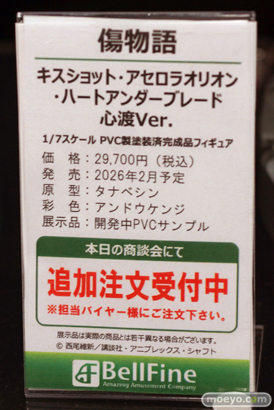 傷物語
キスショット・アセロラオリオン
・ハートアンダーブレード
心渡Ver.
1/7スケール PVC製塗装済完成品フィギュア
価　格：29,700円（税込）
発　売：2026年2月予定
原　型：タナベシン
彩　色：アンドウケンジ
展示品：開発中PVCサンプル
本日の商談会にて
追加注文受付中
※担当バイヤー様にご注文下さい。
展示品は実際の商品とは若干異なる場合がございます。
© 西尾維新／講談社・アニプレックス・シャフト
BellFine
Amazing Amusement Company
moeyo.com